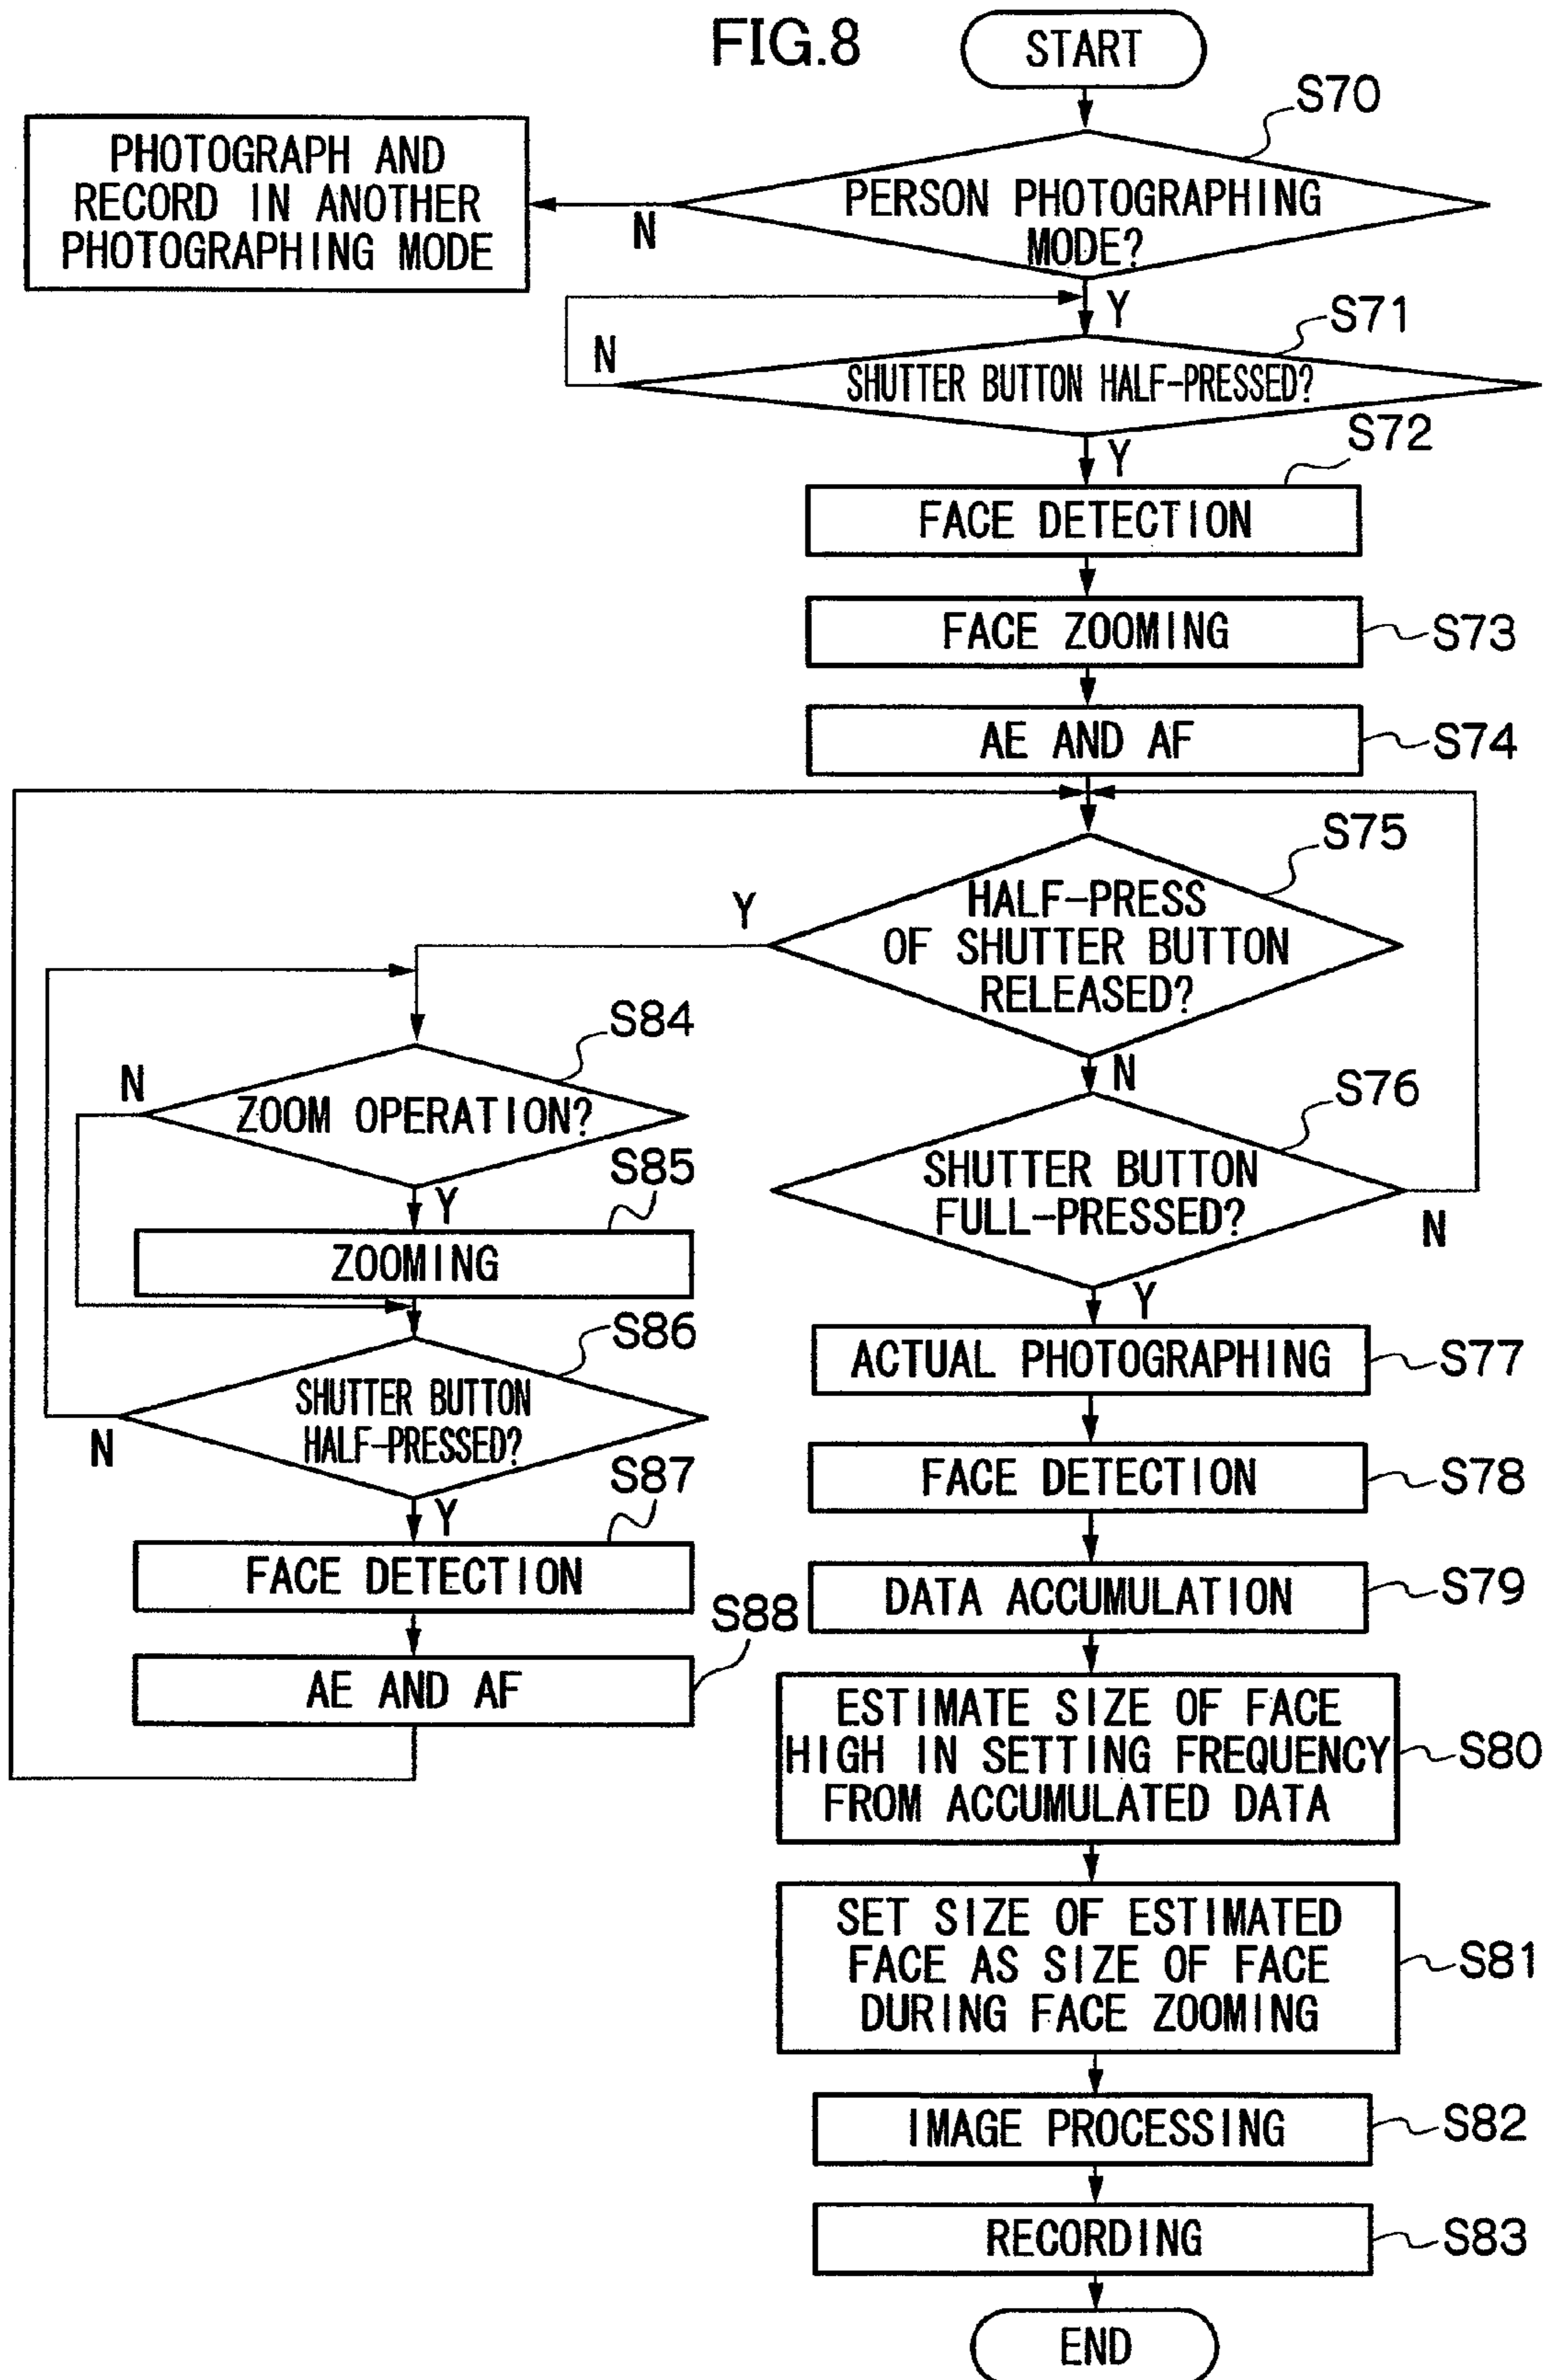 FIG.8
START
S70
PHOTOGRAPH AND
RECORD IN ANOTHER
PHOTOGRAPHING MODE
N
PERSON PHOTOGRAPHING
MODE?
Y
S71
N
SHUTTER BUTTON HALF-PRESSED?
Y
S72
FACE DETECTION
FACE ZOOMING
S73
AE AND AF
S74
S75
Y
HALF-PRESS
OF SHUTTER BUTTON
RELEASED?
N
S76
SHUTTER BUTTON
FULL-PRESSED?
N
Y
S84
N
ZOOM OPERATION?
Y
S85
ZOOMING
S86
SHUTTER BUTTON
HALF-PRESSED?
N
Y
S87
FACE DETECTION
S88
AE AND AF
ACTUAL PHOTOGRAPHING
S77
FACE DETECTION
S78
DATA ACCUMULATION
S79
ESTIMATE SIZE OF FACE
HIGH IN SETTING FREQUENCY
FROM ACCUMULATED DATA
S80
SET SIZE OF ESTIMATED
FACE AS SIZE OF FACE
DURING FACE ZOOMING
S81
IMAGE PROCESSING
S82
RECORDING
S83
END